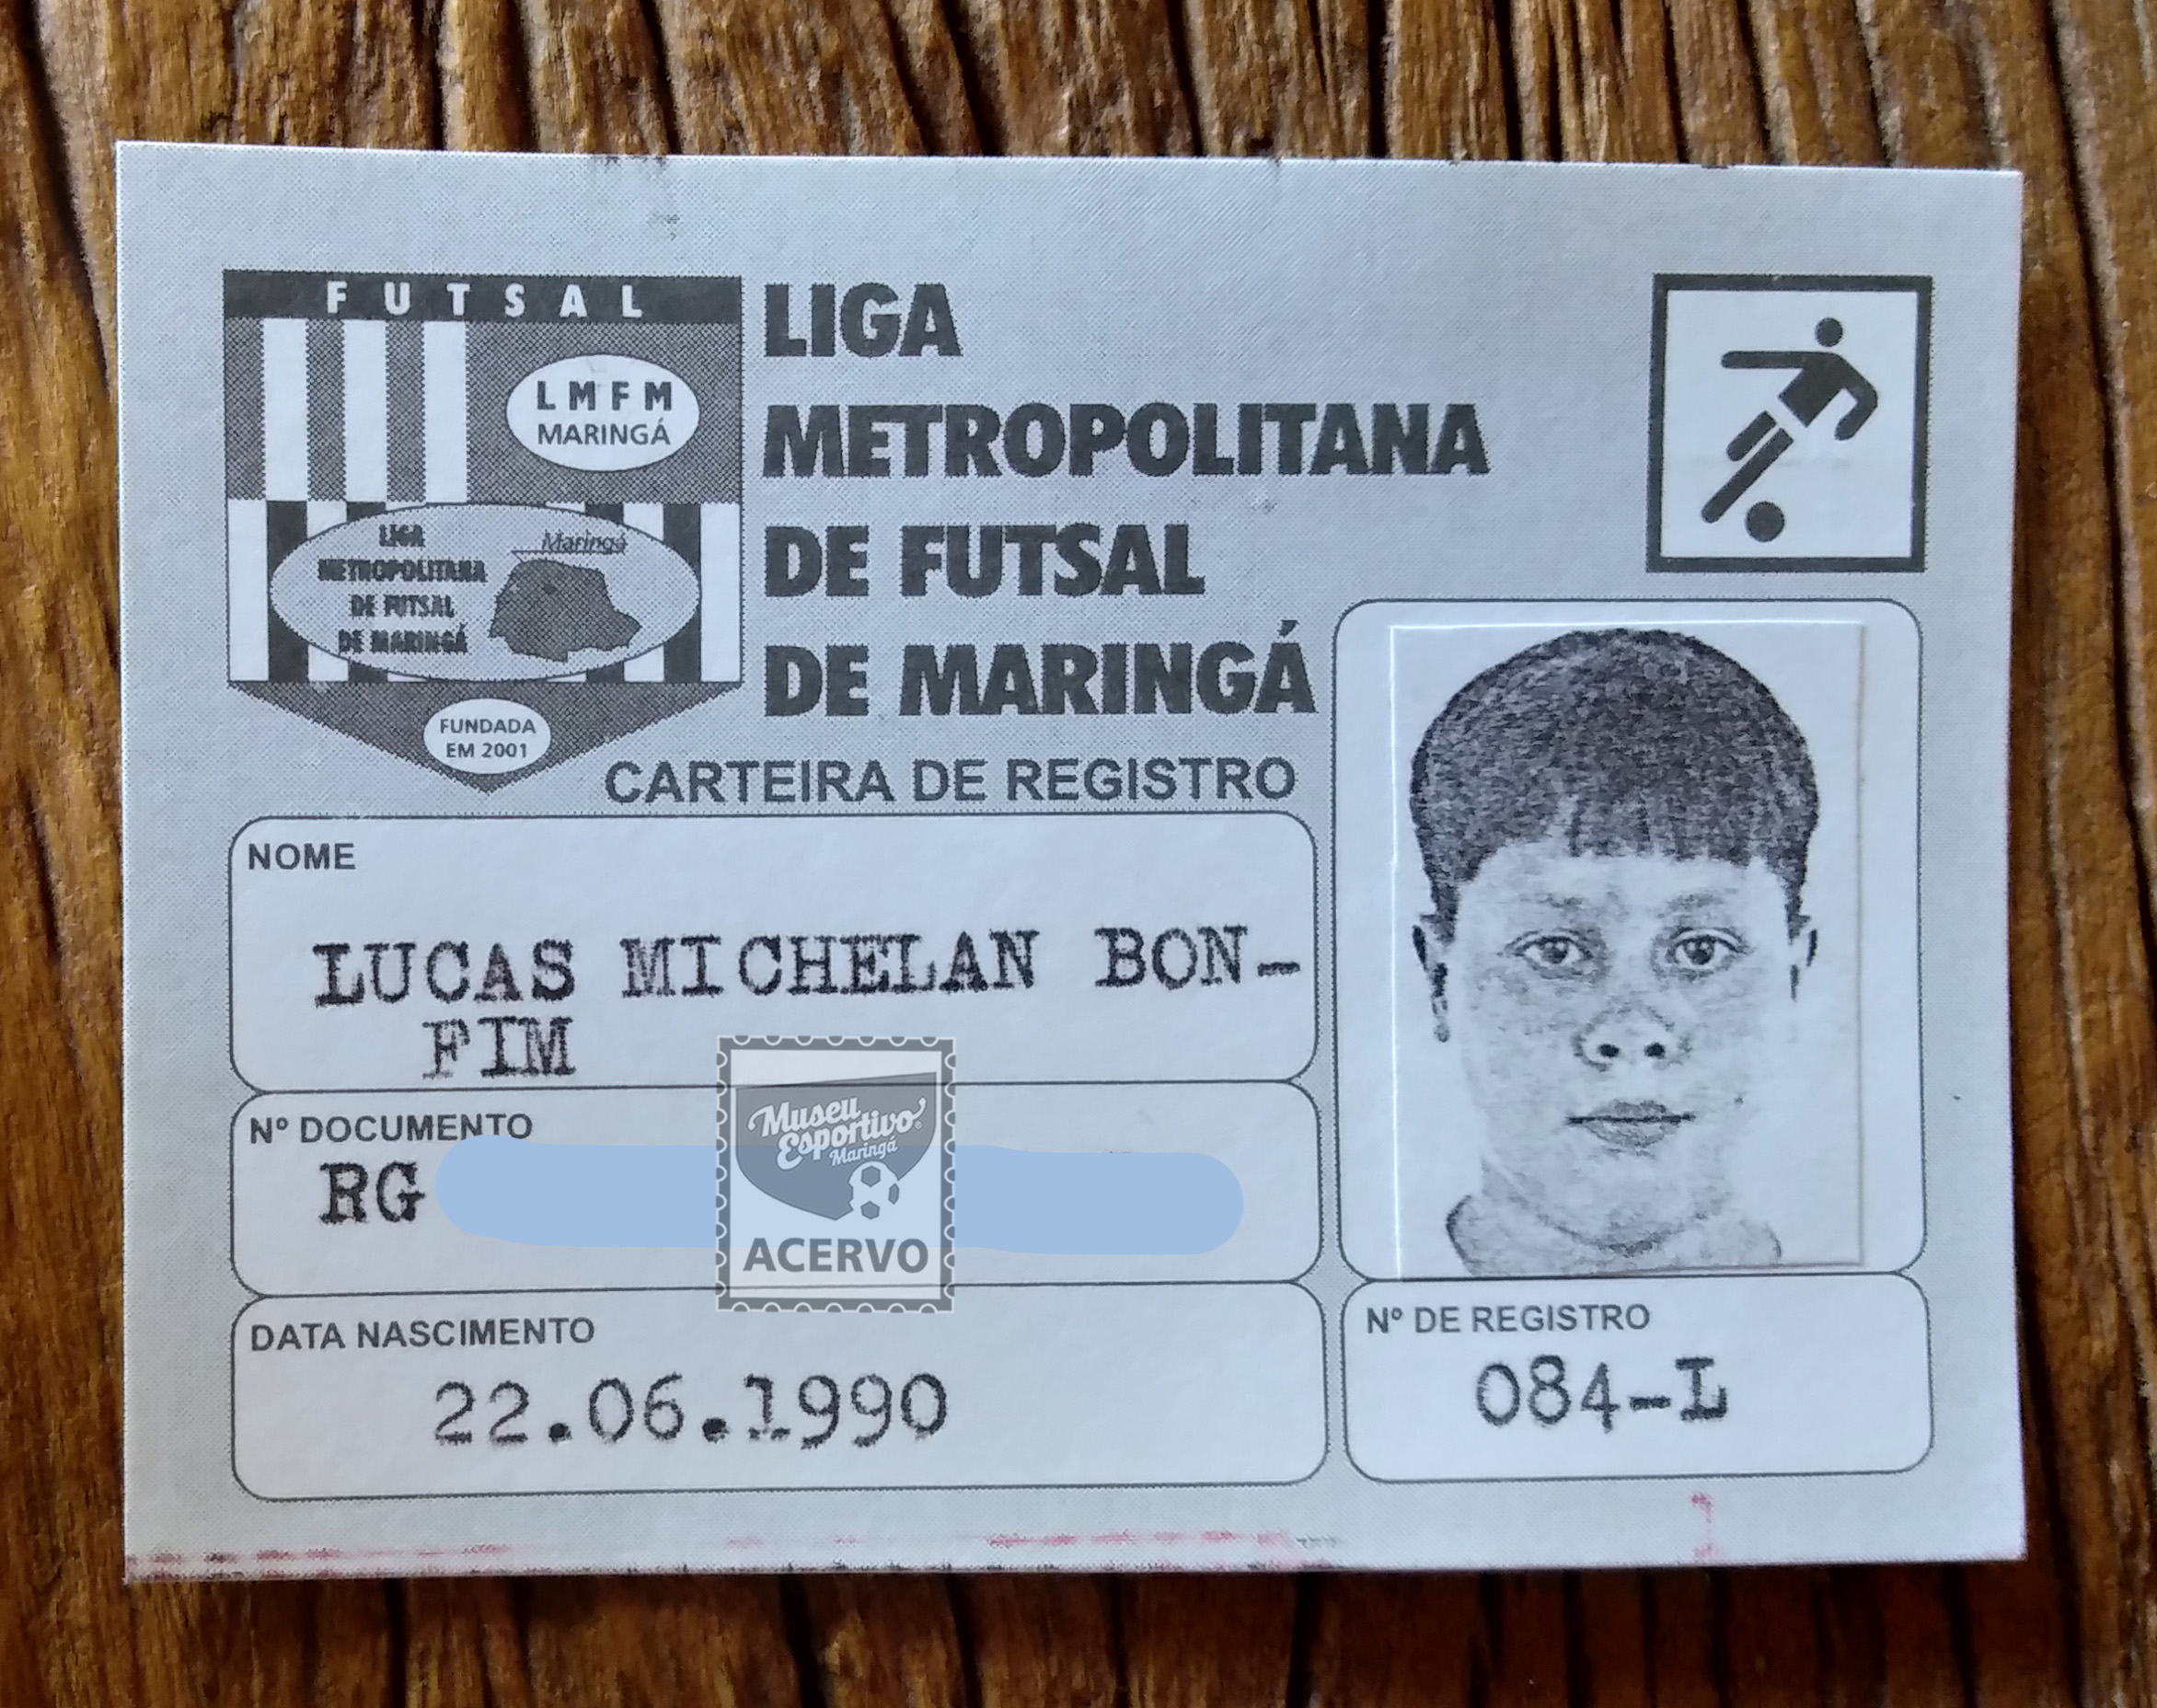 FUTSAL
LMFM
MARINGÁ
LIGA
METROPOLITANA
DE FUTSAL
DE MARINGÁ
Maringá
FUNDADA
EM 2001
LIGA
METROPOLITANA
DE FUTSAL
DE MARINGÁ
CARTEIRA DE REGISTRO
NOME
LUCAS MICHELAN BON-
FIM
Nº DOCUMENTO
RG
Museu
Esportivo
Maringá
ACERVO
DATA NASCIMENTO
22.06.1990
Nº DE REGISTRO
084-L